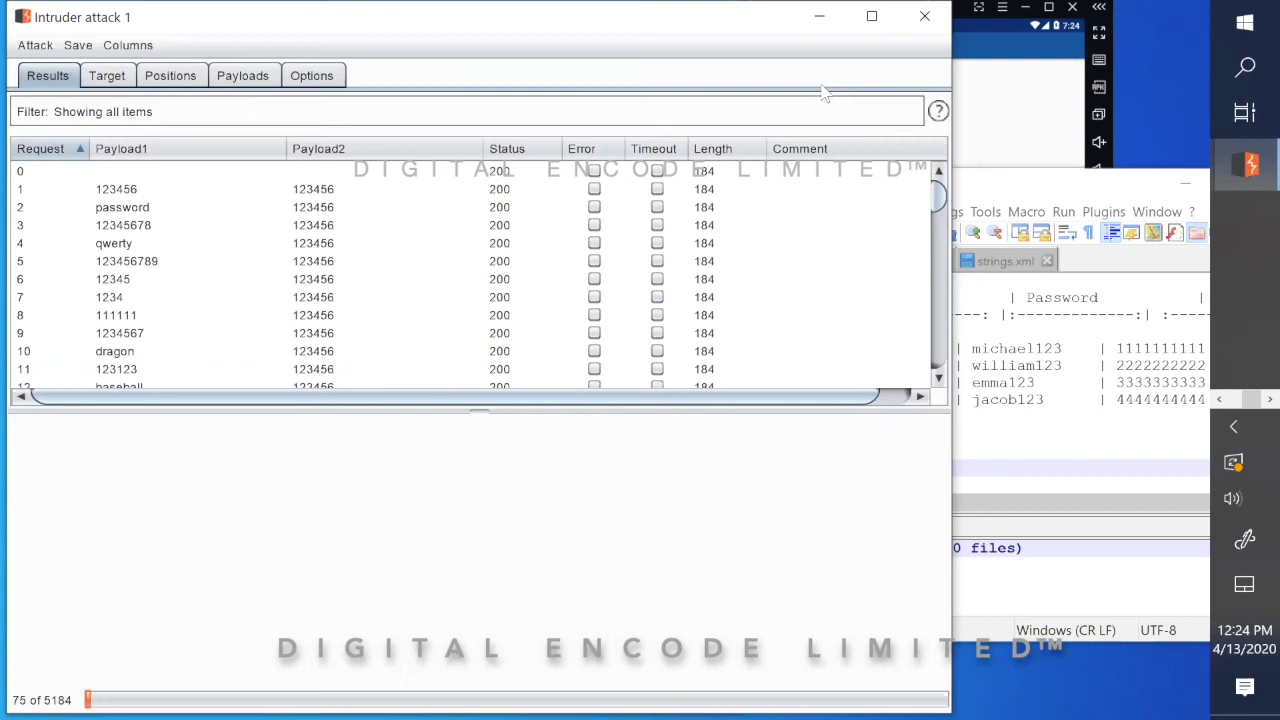 Intruder attack 1
Attack Save Columns
Results Target Positions Payloads Options
Filter: Showing all items
?
Request Payload1 Payload2 Status Error Timeout Length Comment
0 200 184
DIGITAL ENCODE LIMITED™
1 123456 123456 200 184
2 password 123456 200 184
3 12345678 123456 200 184
4 qwerty 123456 200 184
5 123456789 123456 200 184
6 12345 123456 200 184
7 1234 123456 200 184
8 111111 123456 200 184
9 1234567 123456 200 184
10 dragon 123456 200 184
11 123123 123456 200 184
12 baseball 123456 200 184
75 of 5184
7:24
gs Tools Macro Run Plugins Window ?
strings.xml
| Password |
---: |:------------:| :----
| michael123 | 1111111111
| william123 | 2222222222
| emma123 | 3333333333
| jacob123 | 4444444444
0 files)
Windows (CR LF) UTF-8
DIGITAL ENCODE LIMITED™
12:24 PM
4/13/2020